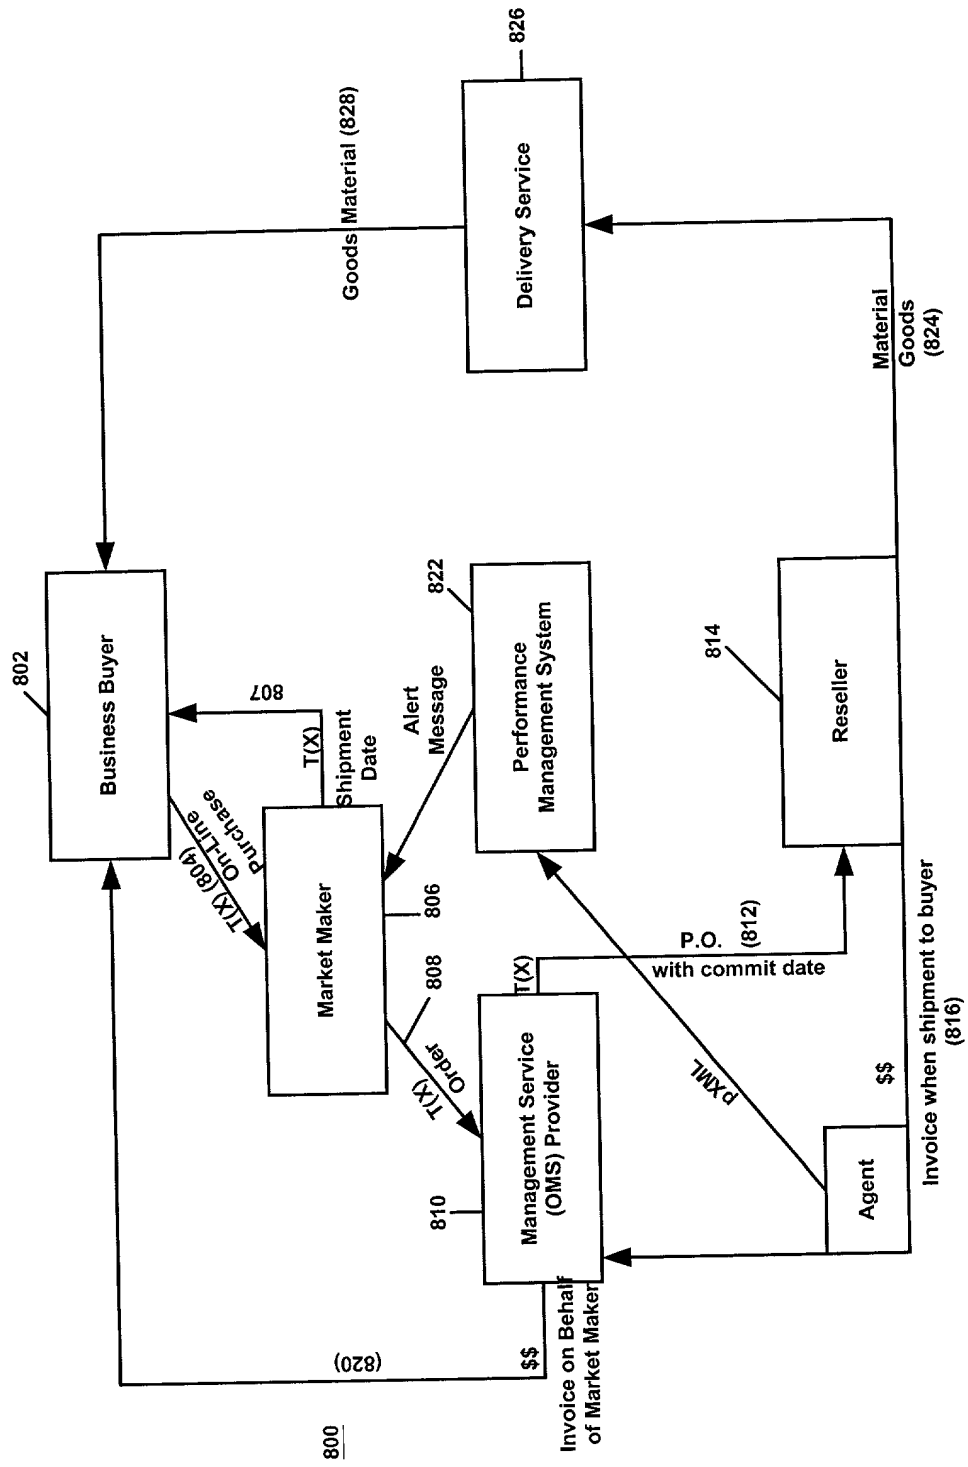 800
802
Business Buyer
807
T(X)
Shipment
Date
On-Line
Purchase
T(X) (804)
Market Maker
806
808
Order
T(X)
810
Management Service
(OMS) Provider
(820)
$$
Invoice on Behalf
of Market Maker
Alert
Message
822
Performance
Management System
T(X)
P.O.
(812)
with commit date
pXML
814
Reseller
Agent
$$
Invoice when shipment to buyer
(816)
Material
Goods
(824)
826
Delivery Service
Goods Material (828)